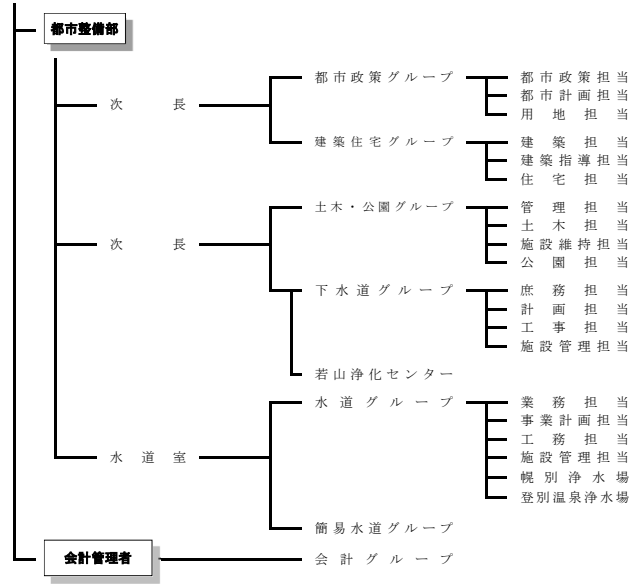 都市整備部
都市政策グループ 都市政策担当
都市計画担当
次長
用地担当
建築住宅グループ 建築担当
建築指導担当
住宅担当
土木・公園グループ 管理担当
土木担当
次長 施設維持担当
公園担当
下水道グループ 庶務担当
計画担当
工事担当
施設管理担当
若山浄化センター
水道グループ 業務担当
事業計画担当
工務担当
水道室 施設管理担当
幌別浄水場
登別温泉浄水場
簡易水道グループ
会計管理者 会計グループ